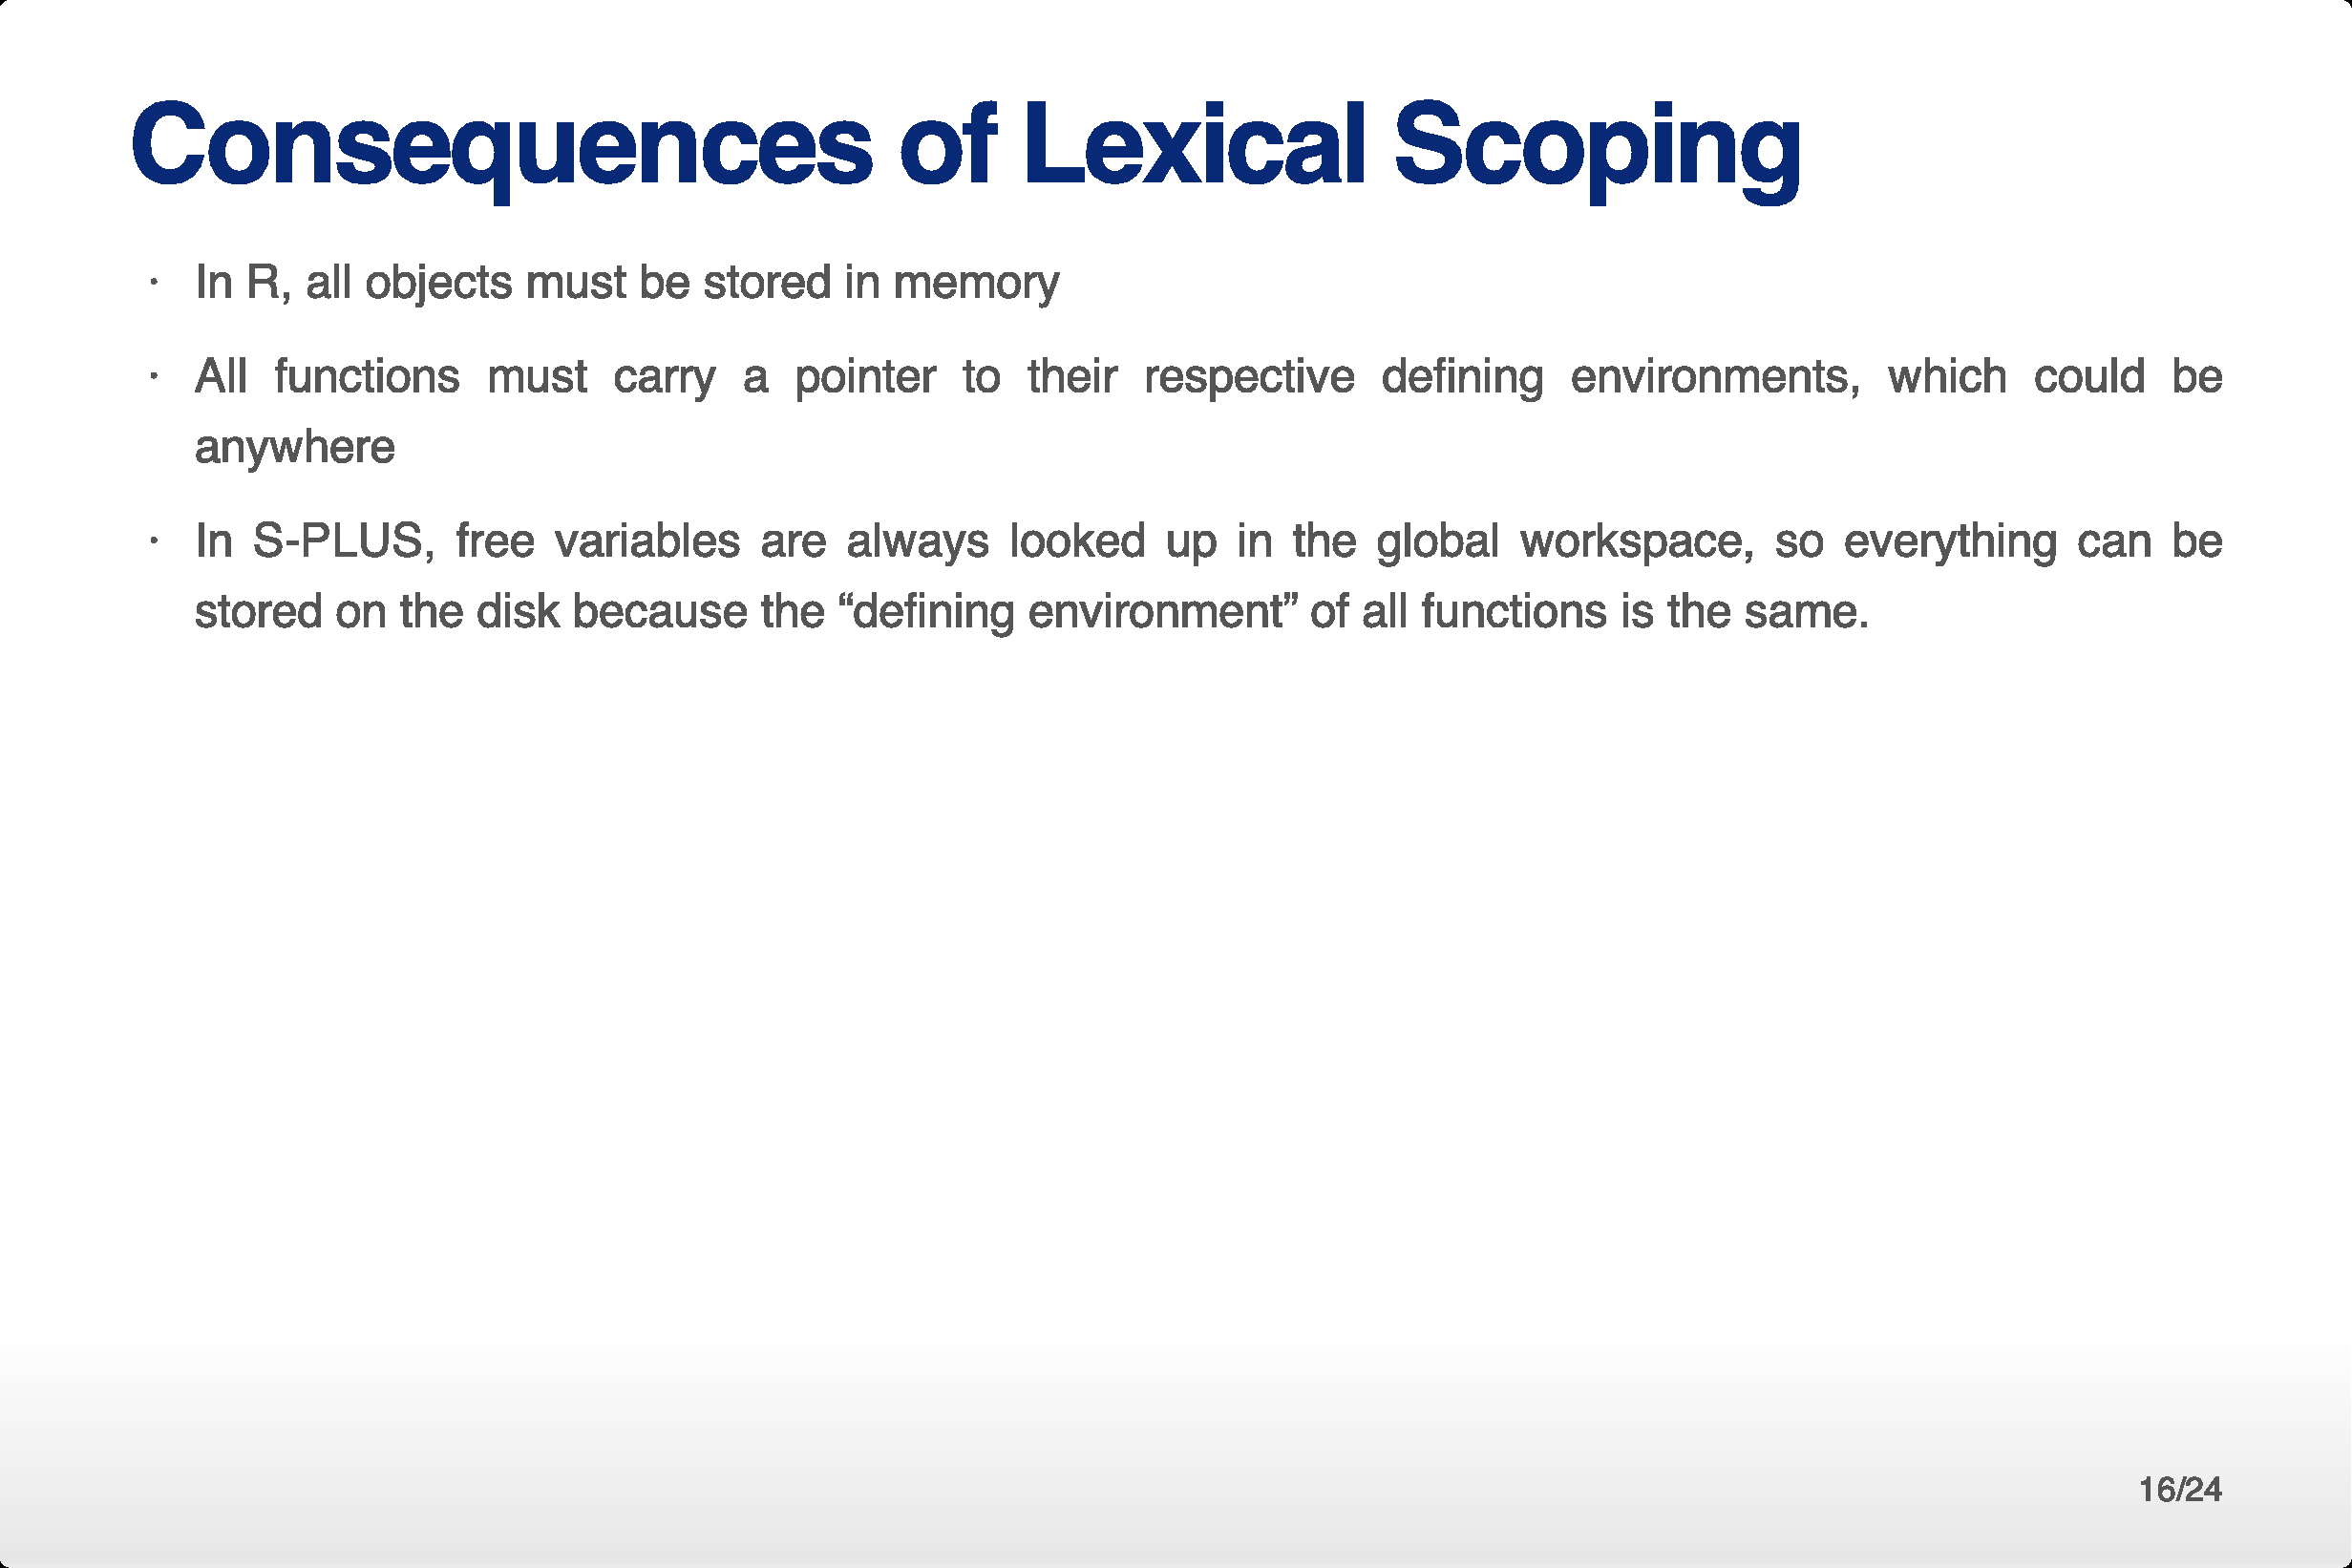 Consequences of Lexical Scoping
· In R, all objects must be stored in memory
· All functions must carry a pointer to their respective defining environments, which could be
anywhere
· In S-PLUS, free variables are always looked up in the global workspace, so everything can be
stored on the disk because the “defining environment” of all functions is the same.
16/24